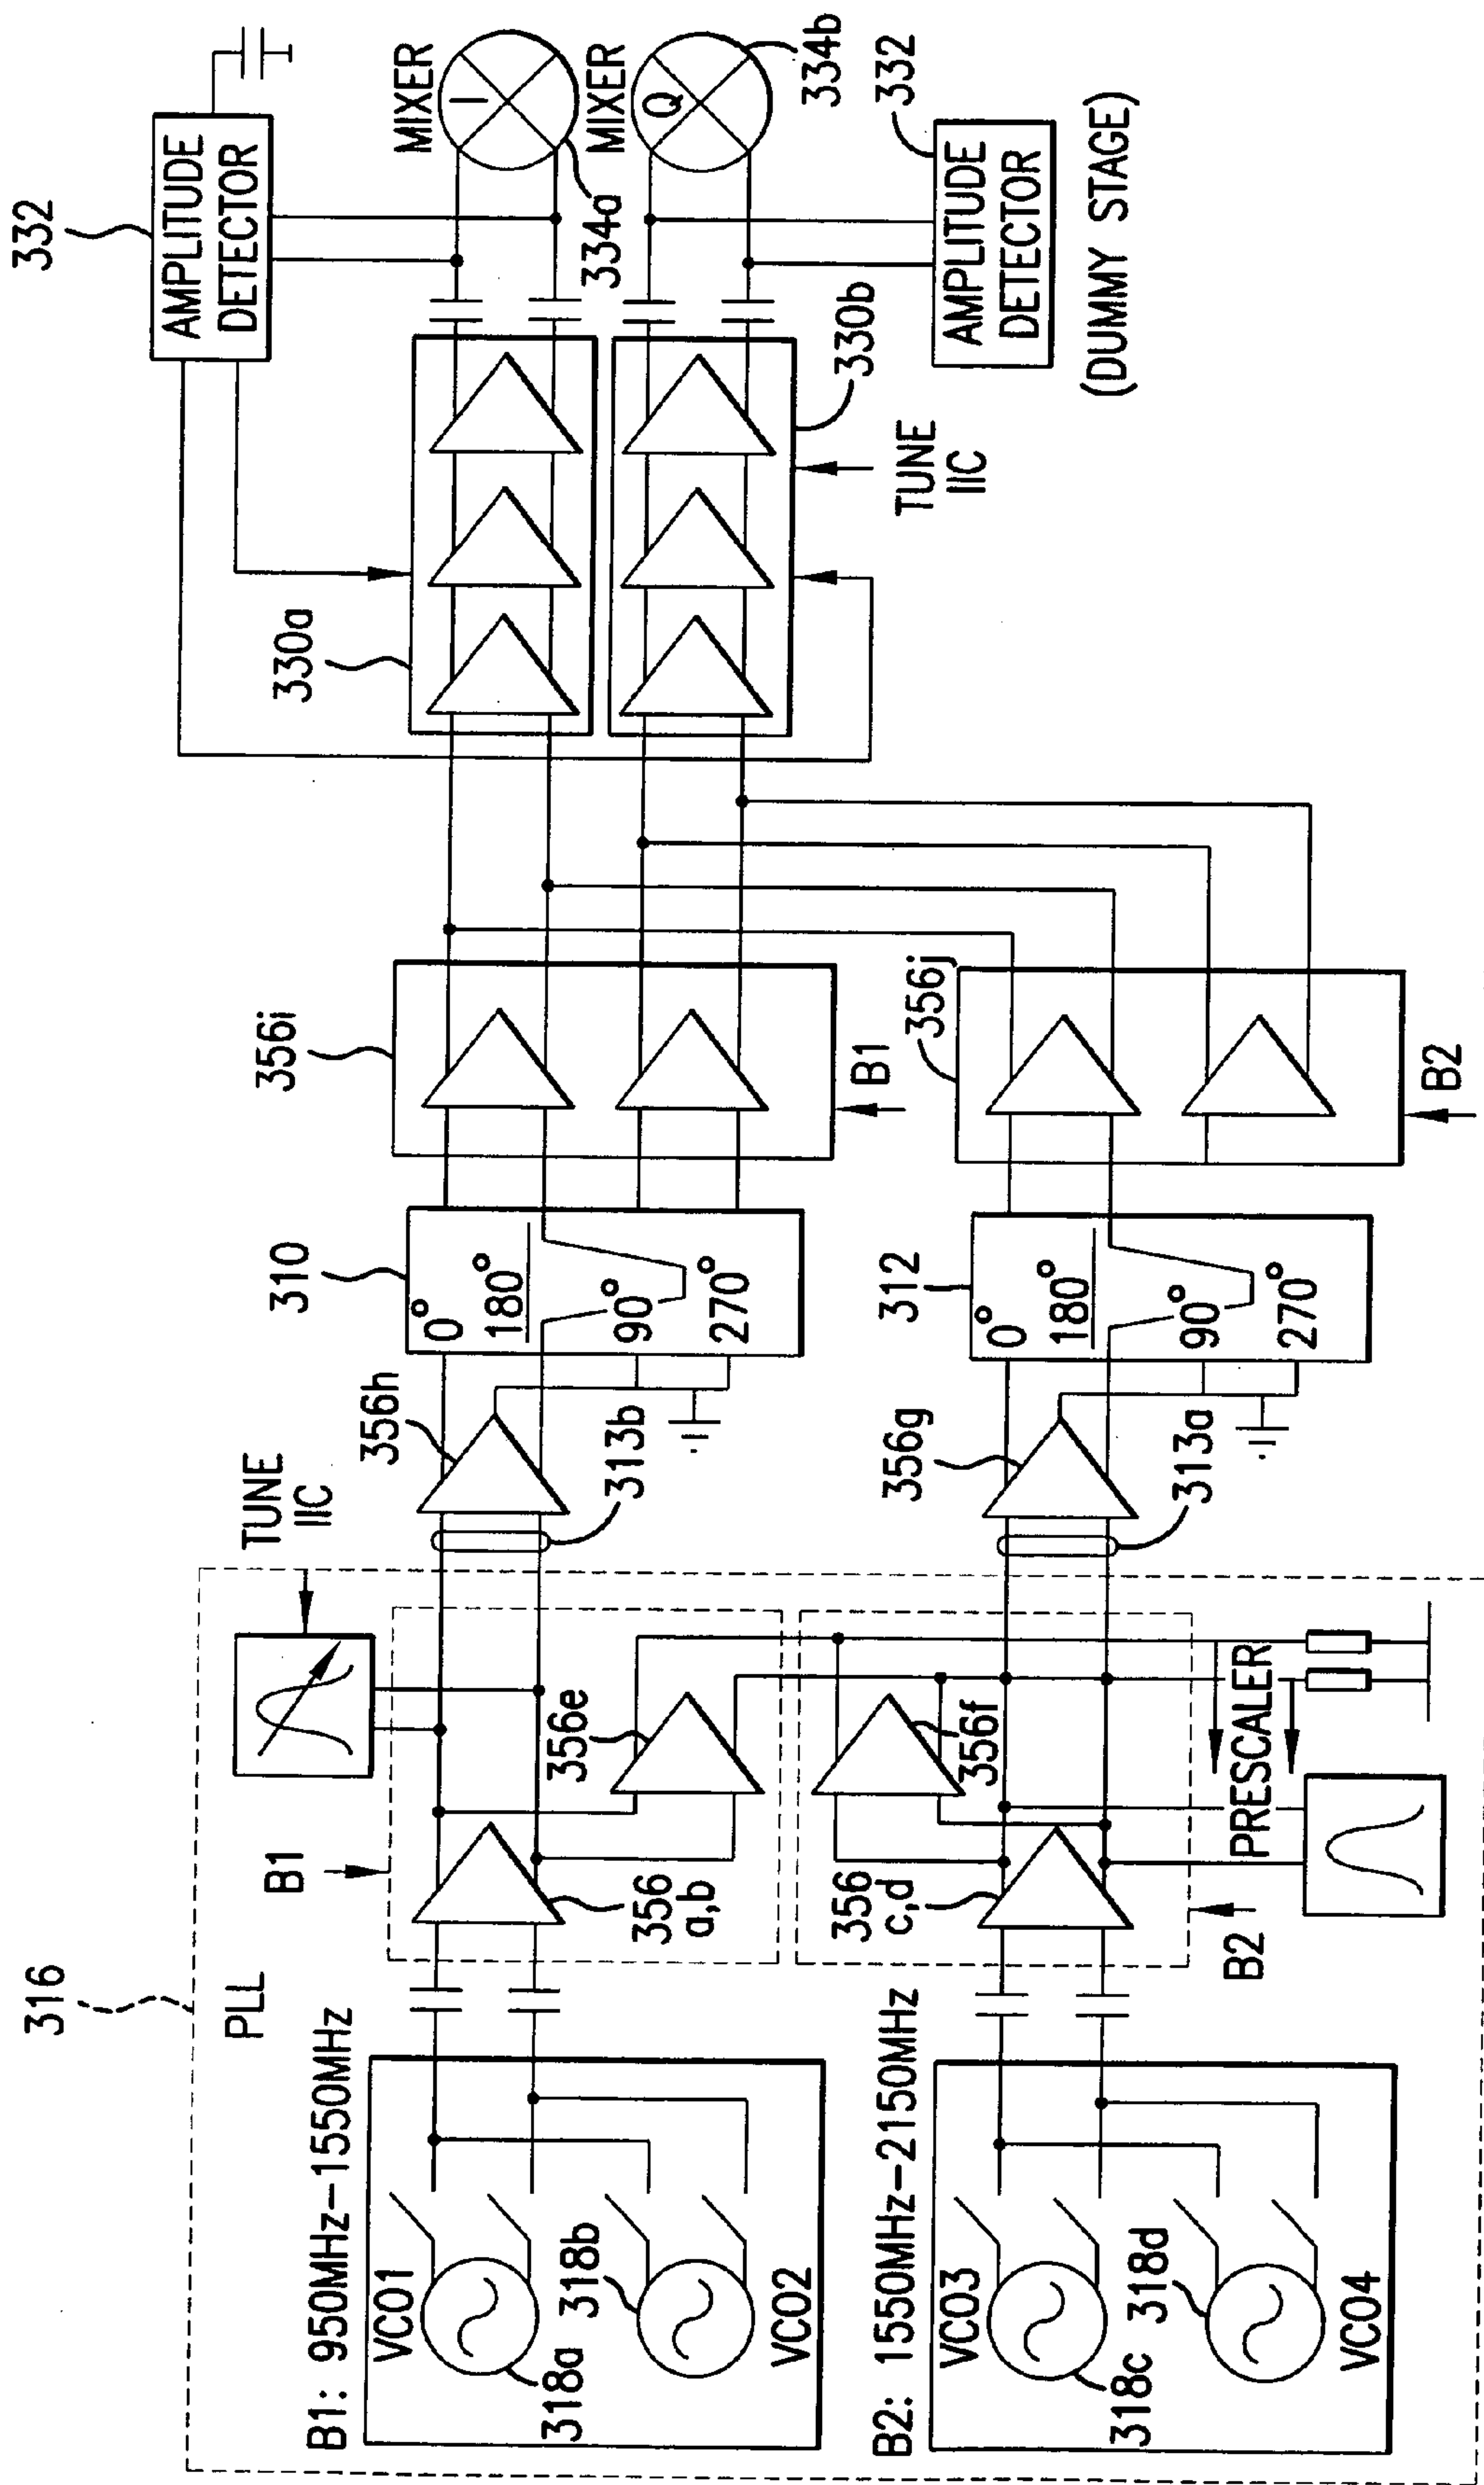 316
PLL
B1: 950MHz–1550MHz
VCO1
318a
318b
VCO2
B2: 1550MHz–2150MHz
VCO3
318c
318d
VCO4
B1
356
a,b
356e
356
c,d
356f
B2
PRESCALER
TUNE
IIC
356h
313b
356g
313a
310
0°
180°
90°
270°
312
0°
180°
90°
270°
356i
B1
356j
B2
330a
330b
TUNE
IIC
332
AMPLITUDE
DETECTOR
MIXER
I
334a
MIXER
Q
334b
332
AMPLITUDE
DETECTOR
(DUMMY STAGE)